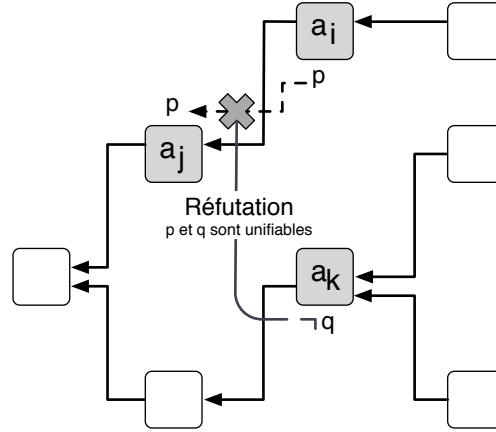 a_i
p
p
a_j
Réfutation
p et q sont unifiables
a_k
q